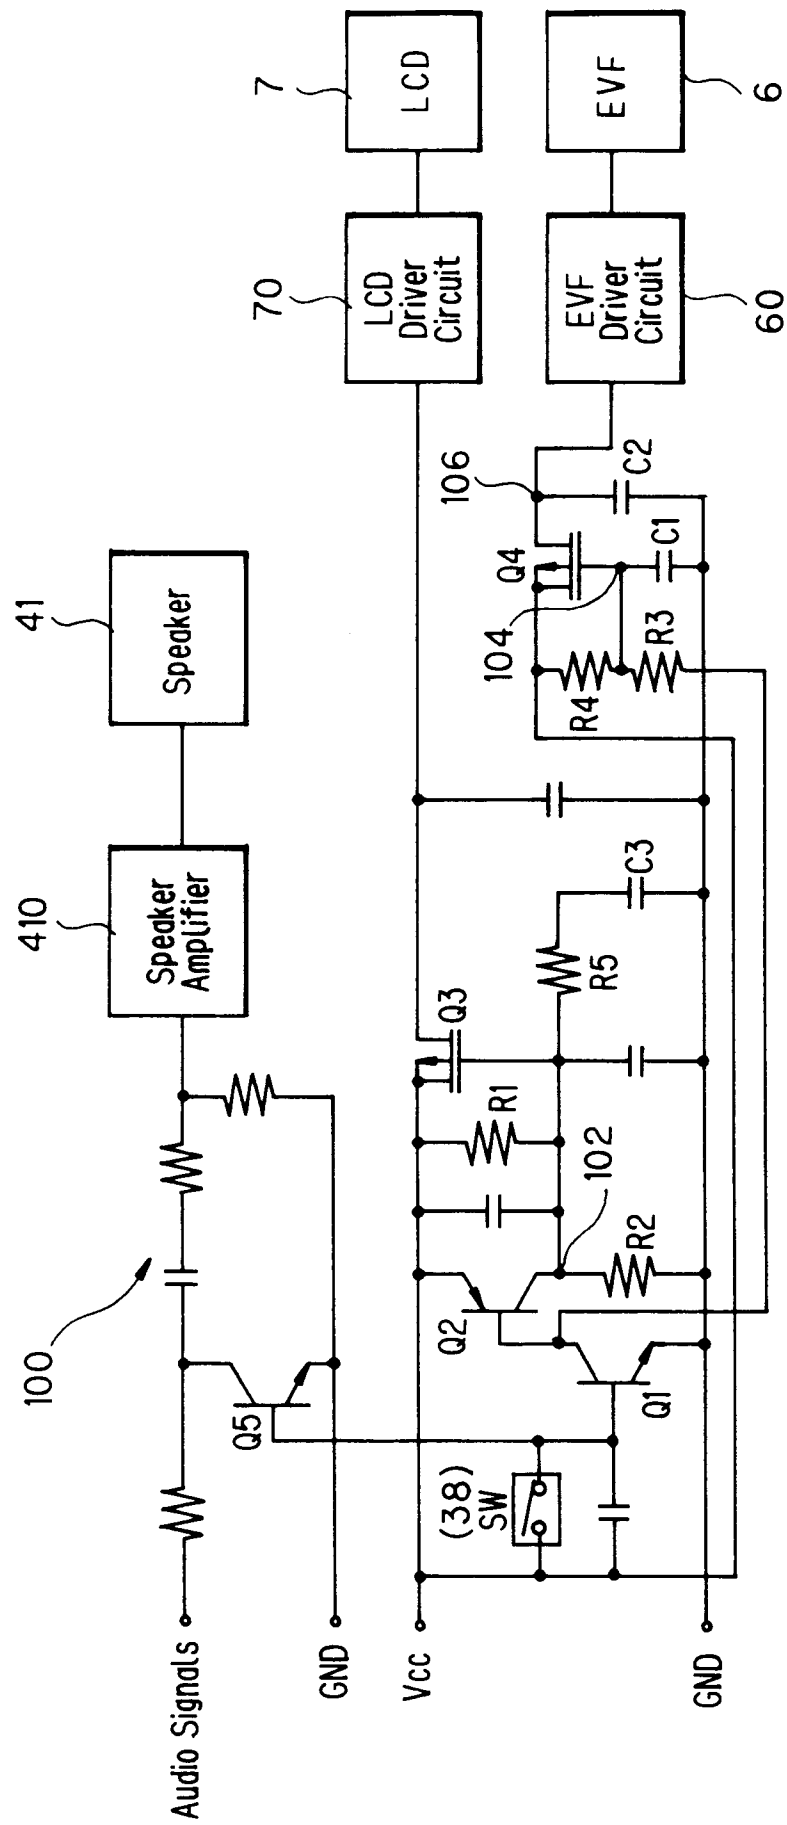 Audio Signals
GND
Vcc
GND
100
Q5
(38)
SW
Q1
Q2
102
R2
R1
Q3
R5
C3
410
Speaker
Amplifier
41
Speaker
104
R4
R3
Q4
C1
106
C2
70
LCD
Driver
Circuit
60
EVF
Driver
Circuit
7
LCD
6
EVF